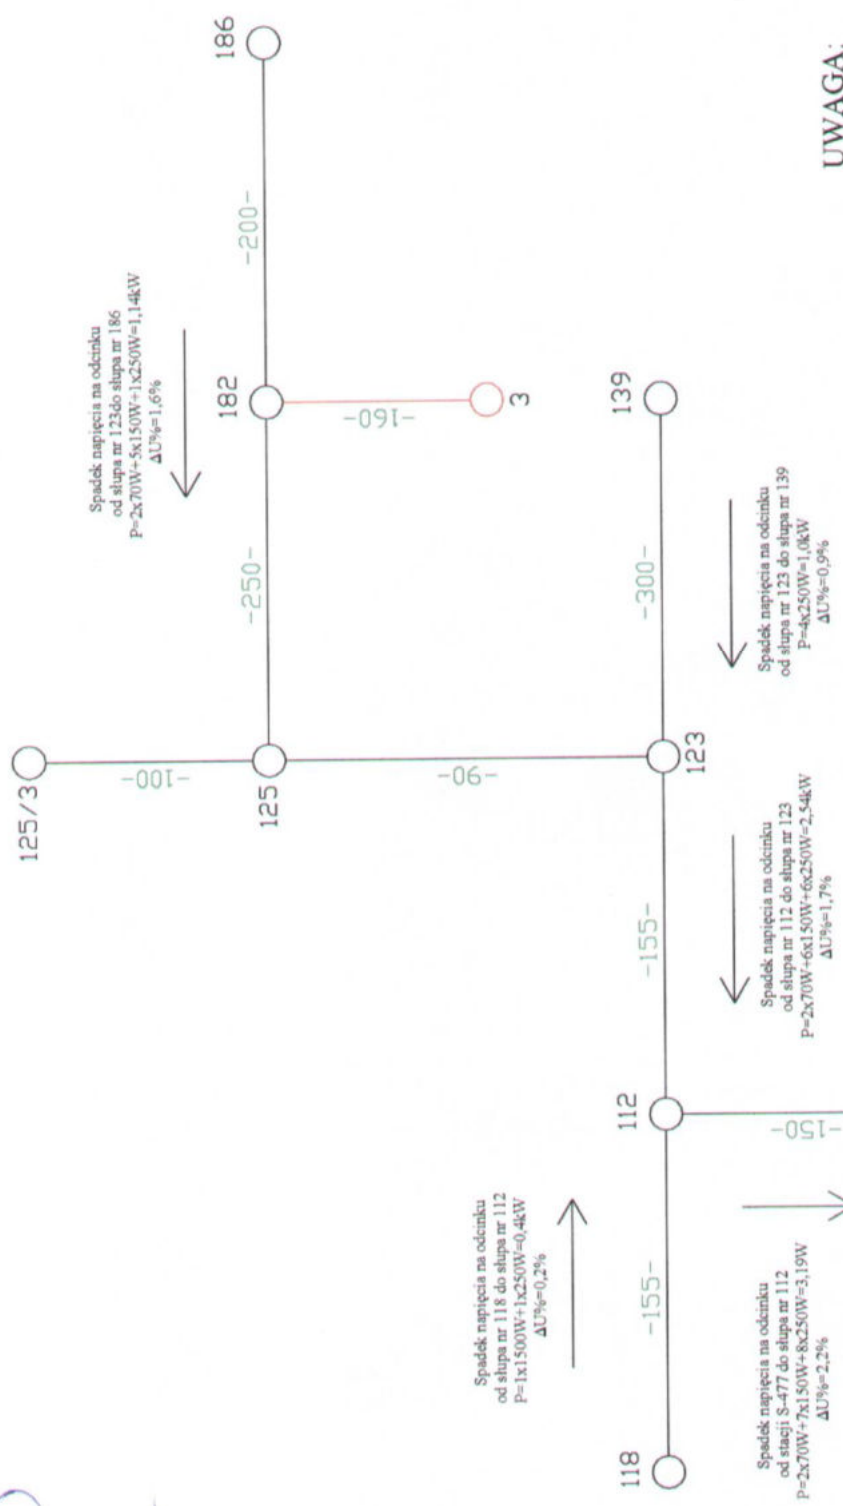 125/3
-100-
125
-250-
182
-200-
186
-160-
3
-90-
Spadek napięcia na odcinku
od słupa nr 123do słupa nr 186
P=2x70W+5x150W+1x250W=1,14kW
ΔU%=1,6%
118
-155-
112
-155-
123
-300-
139
-150-
Spadek napięcia na odcinku
od słupa nr 118 do słupa nr 112
P=1x1500W+1x250W=0,4kW
ΔU%=0,2%
Spadek napięcia na odcinku
od stacji S-477 do słupa nr 112
P=2x70W+7x150W+8x250W=3,19W
ΔU%=2,2%
Spadek napięcia na odcinku
od słupa nr 112 do słupa nr 123
P=2x70W+6x150W+6x250W=2,54kW
ΔU%=1,7%
Spadek napięcia na odcinku
od słupa nr 123 do słupa nr 139
P=4x250W=1,0kW
ΔU%=0,9%
UWAGA: